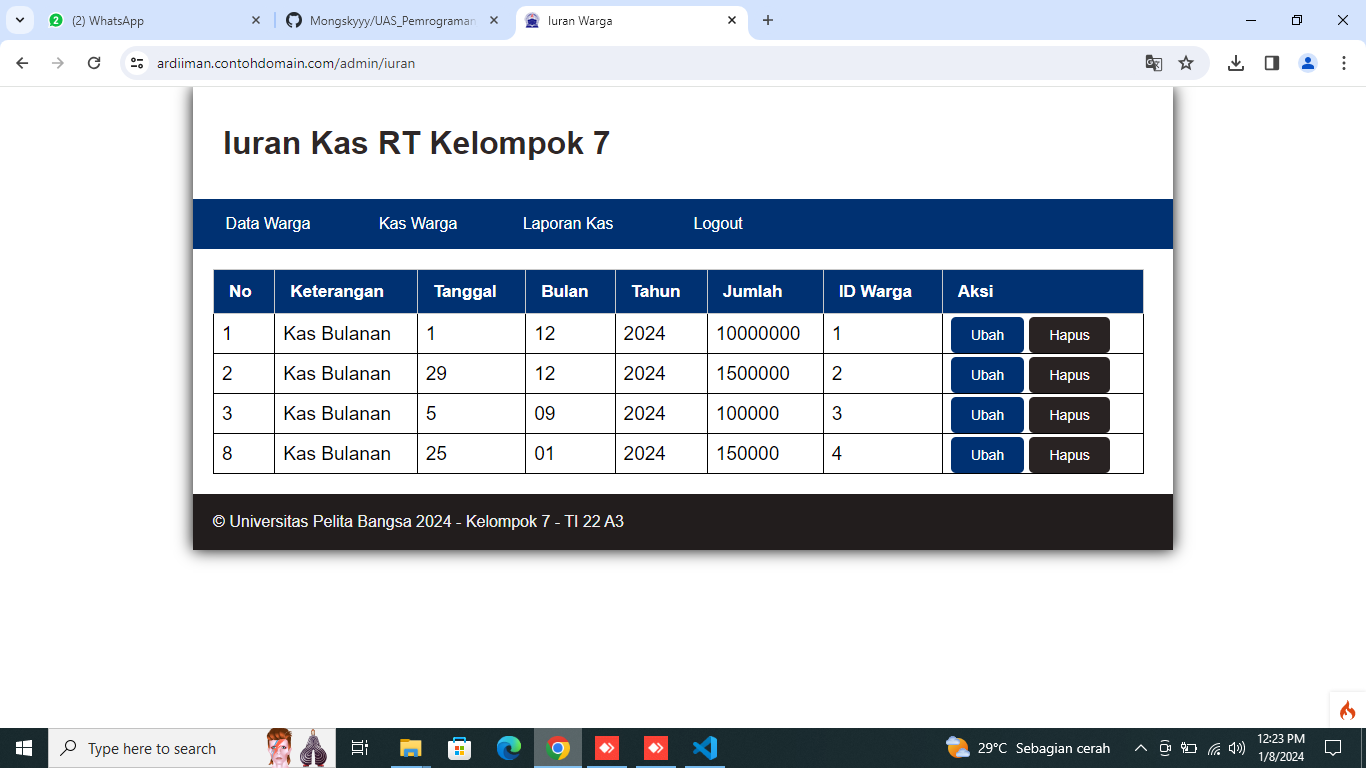 (2) WhatsApp
Mongskyyy/UAS_Pemrograman
Iuran Warga
ardiiman.contohdomain.com/admin/iuran
Iuran Kas RT Kelompok 7
Data Warga Kas Warga Laporan Kas Logout
No Keterangan Tanggal Bulan Tahun Jumlah ID Warga Aksi
1 Kas Bulanan 1 12 2024 10000000 1 Ubah Hapus
2 Kas Bulanan 29 12 2024 1500000 2 Ubah Hapus
3 Kas Bulanan 5 09 2024 100000 3 Ubah Hapus
8 Kas Bulanan 25 01 2024 150000 4 Ubah Hapus
© Universitas Pelita Bangsa 2024 - Kelompok 7 - TI 22 A3
Type here to search
29°C Sebagian cerah
12:23 PM
1/8/2024